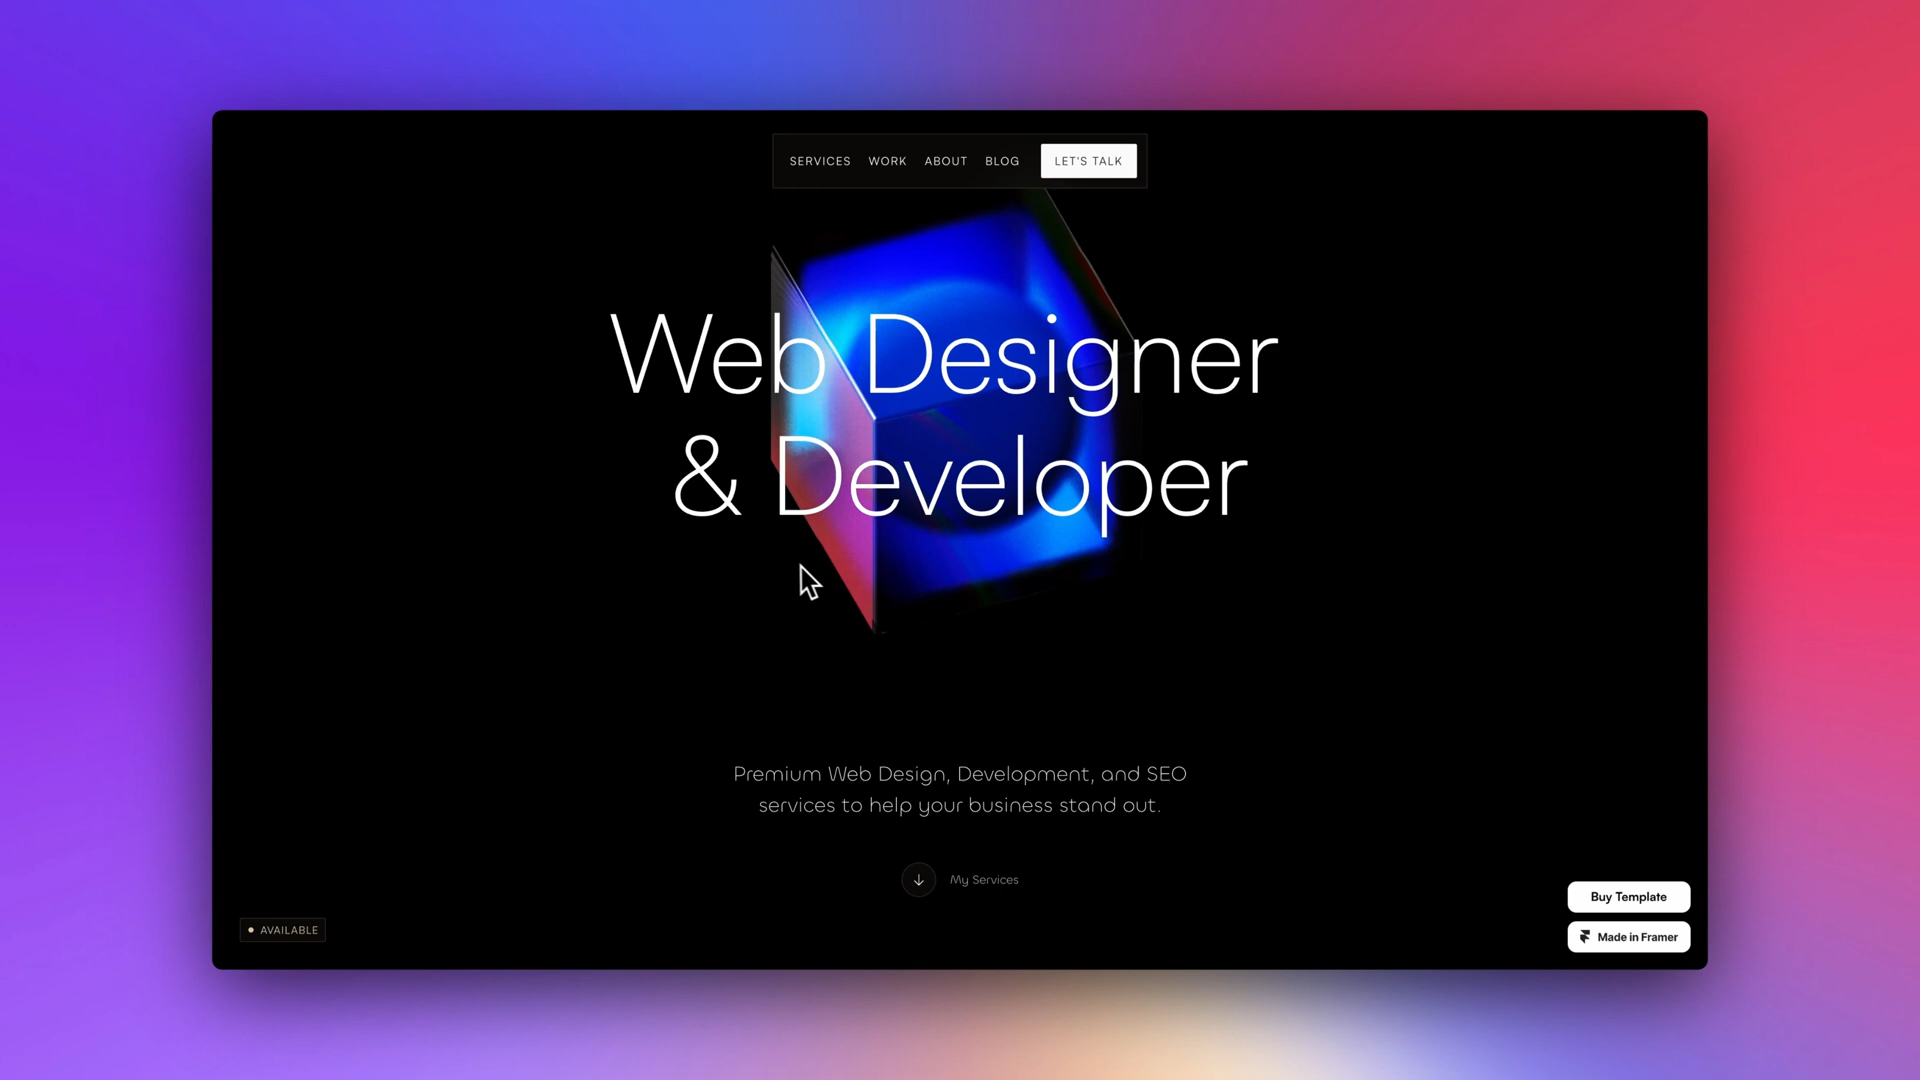 SERVICES WORK ABOUT BLOG LET'S TALK
Web Designer
& Developer
Premium Web Design, Development, and SEO
services to help your business stand out.
My Services
AVAILABLE
Buy Template
Made in Framer